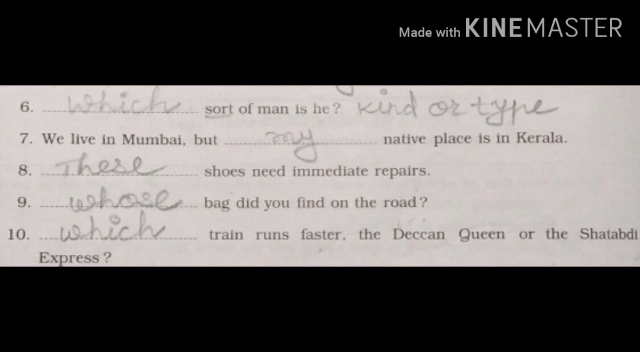 Made with KINEMASTER
6. which sort of man is he? kind or type
7. We live in Mumbai, but my native place is in Kerala.
8. These shoes need immediate repairs.
9. whose bag did you find on the road?
10. which train runs faster, the Deccan Queen or the Shatabdi
Express?